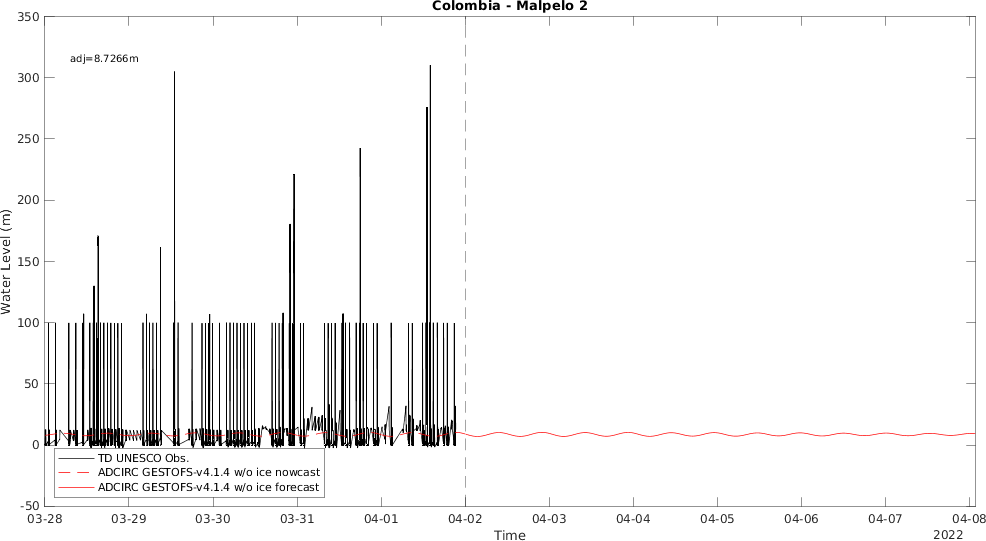 Colombia - Malpelo 2
adj=8.7266m
350
300
250
200
150
100
50
0
-50
Water Level (m)
TD UNESCO Obs.
ADCIRC GESTOFS-v4.1.4 w/o ice nowcast
ADCIRC GESTOFS-v4.1.4 w/o ice forecast
03-28 03-29 03-30 03-31 04-01 04-02 04-03 04-04 04-05 04-06 04-07 04-08
Time
2022